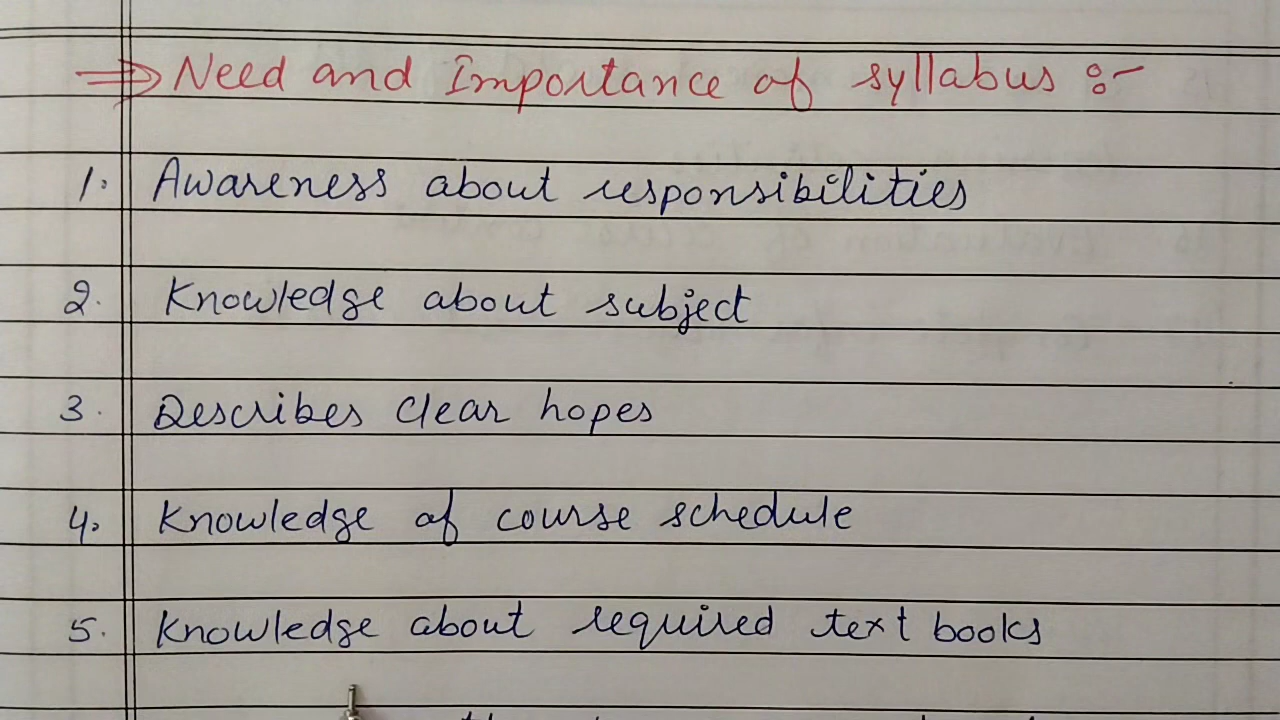 ⇒ Need and Importance of syllabus :-
1. Awareness about responsibilities
2. Knowledge about subject
3. Describes clear hopes
4. Knowledge of course schedule
5. Knowledge about required text books